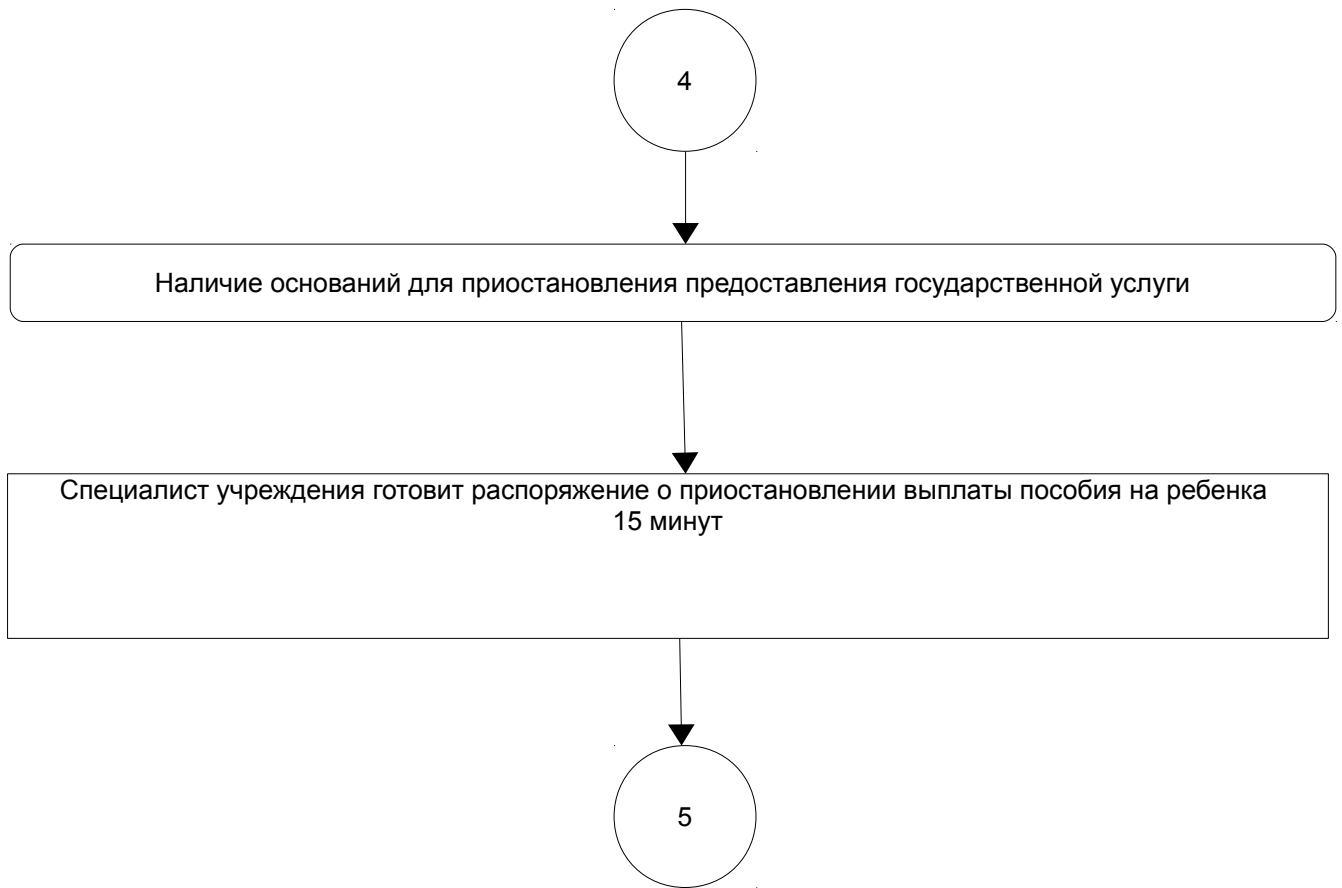 4
Наличие оснований для приостановления предоставления государственной услуги
Специалист учреждения готовит распоряжение о приостановлении выплаты пособия на ребенка
15 минут
5